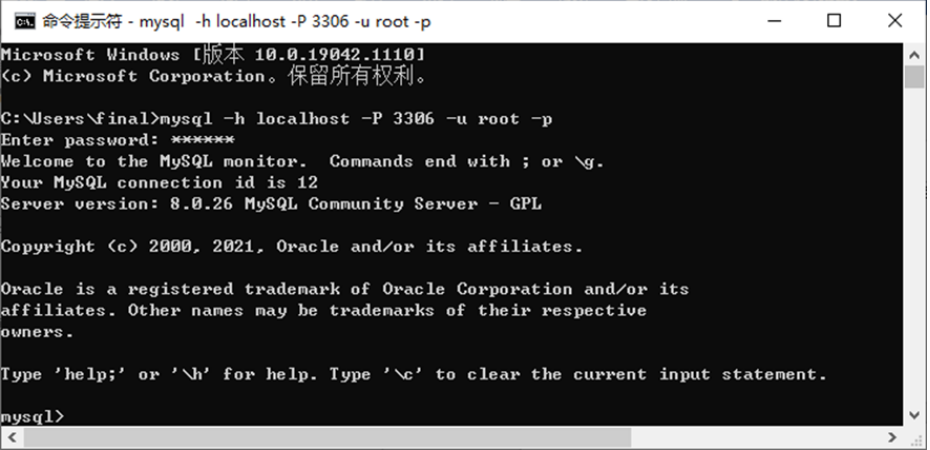 命令提示符 - mysql -h localhost -P 3306 -u root -p
Microsoft Windows [版本 10.0.19042.1110]
(c) Microsoft Corporation。保留所有权利。
C:\Users\final>mysql -h localhost -P 3306 -u root -p
Enter password: ******
Welcome to the MySQL monitor.  Commands end with ; or \g.
Your MySQL connection id is 12
Server version: 8.0.26 MySQL Community Server - GPL
Copyright (c) 2000, 2021, Oracle and/or its affiliates.
Oracle is a registered trademark of Oracle Corporation and/or its
affiliates. Other names may be trademarks of their respective
owners.
Type 'help;' or '\h' for help. Type '\c' to clear the current input statement.
mysql>